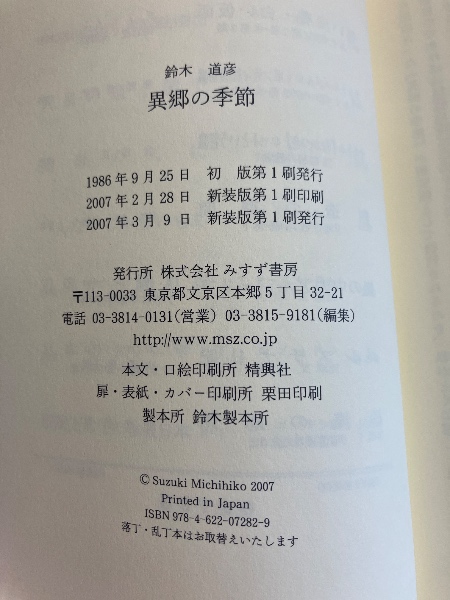 鈴木 道彦
異郷の季節
1986年9月25日 初 版第1刷発行
2007年2月28日 新装版第1刷印刷
2007年3月9日 新装版第1刷発行
発行所 株式会社 みすず書房
〒113-0033 東京都文京区本郷5丁目32-21
電話 03-3814-0131(営業) 03-3815-9181(編集)
http://www.msz.co.jp
本文・口絵印刷所 精興社
扉・表紙・カバー印刷所 栗田印刷
製本所 鈴木製本所
© Suzuki Michihiko 2007
Printed in Japan
ISBN 978-4-622-07282-9
落丁・乱丁本はお取替えいたします